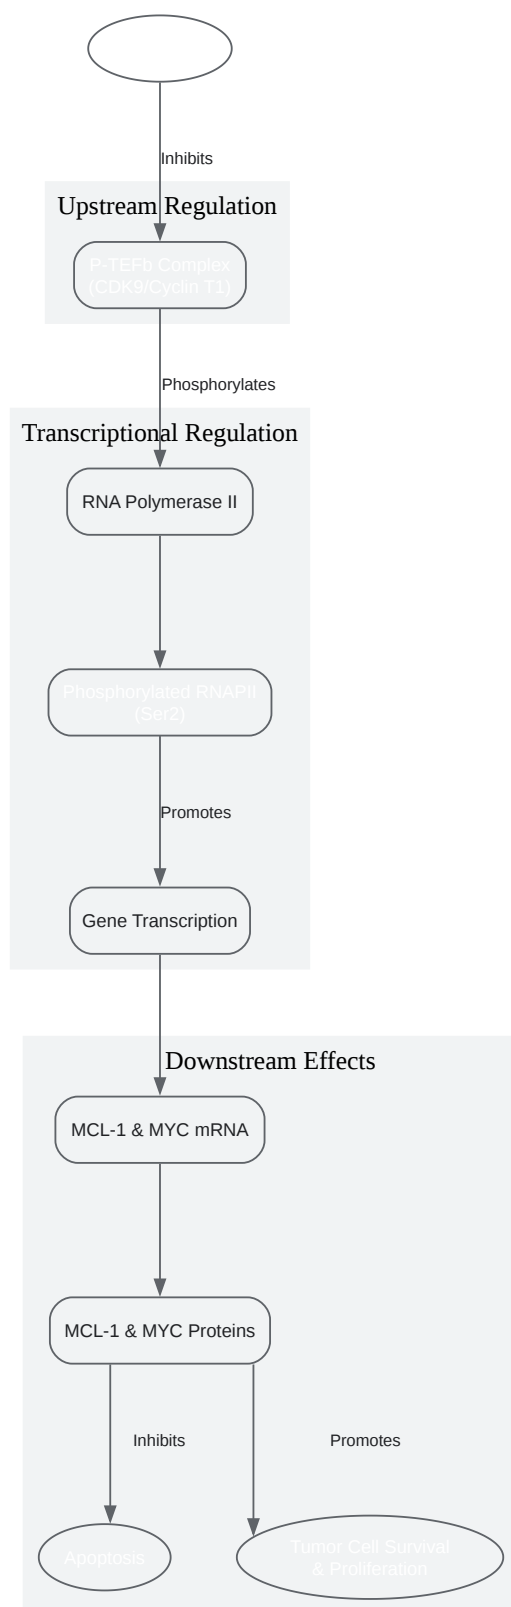 Inhibits
Upstream Regulation
P-TEFb Complex
(CDK9/Cyclin T1)
Phosphorylates
Transcriptional Regulation
RNA Polymerase II
Phosphorylated RNAPII
(Ser2)
Promotes
Gene Transcription
Downstream Effects
MCL-1 & MYC mRNA
MCL-1 & MYC Proteins
Inhibits
Promotes
Apoptosis
Tumor Cell Survival
& Proliferation